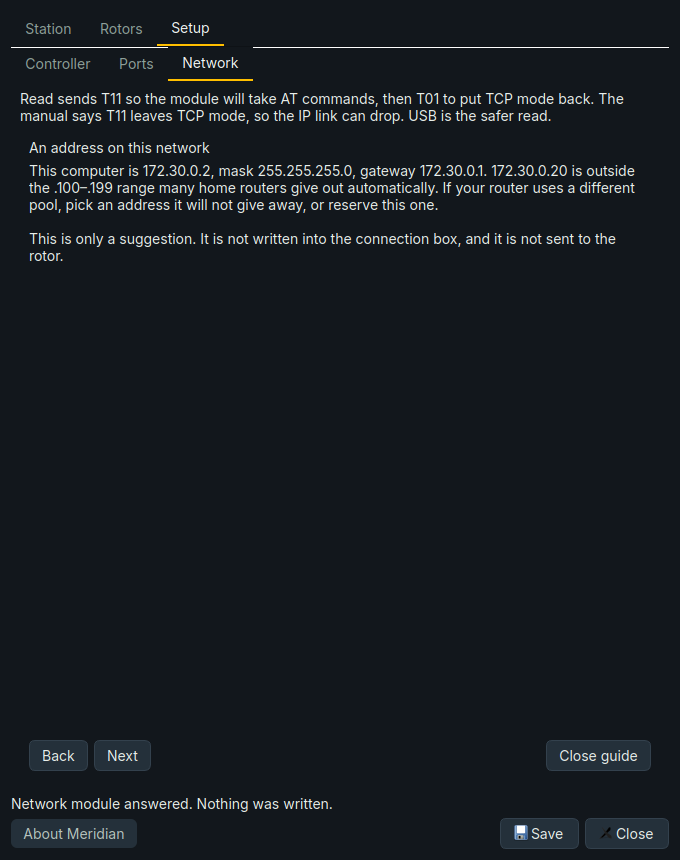 Station Rotors Setup
Controller Ports Network
Read sends T11 so the module will take AT commands, then T01 to put TCP mode back. The
manual says T11 leaves TCP mode, so the IP link can drop. USB is the safer read.
An address on this network
This computer is 172.30.0.2, mask 255.255.255.0, gateway 172.30.0.1. 172.30.0.20 is outside
the .100–.199 range many home routers give out automatically. If your router uses a different
pool, pick an address it will not give away, or reserve this one.
This is only a suggestion. It is not written into the connection box, and it is not sent to the
rotor.
Back Next Close guide
Network module answered. Nothing was written.
About Meridian Save Close